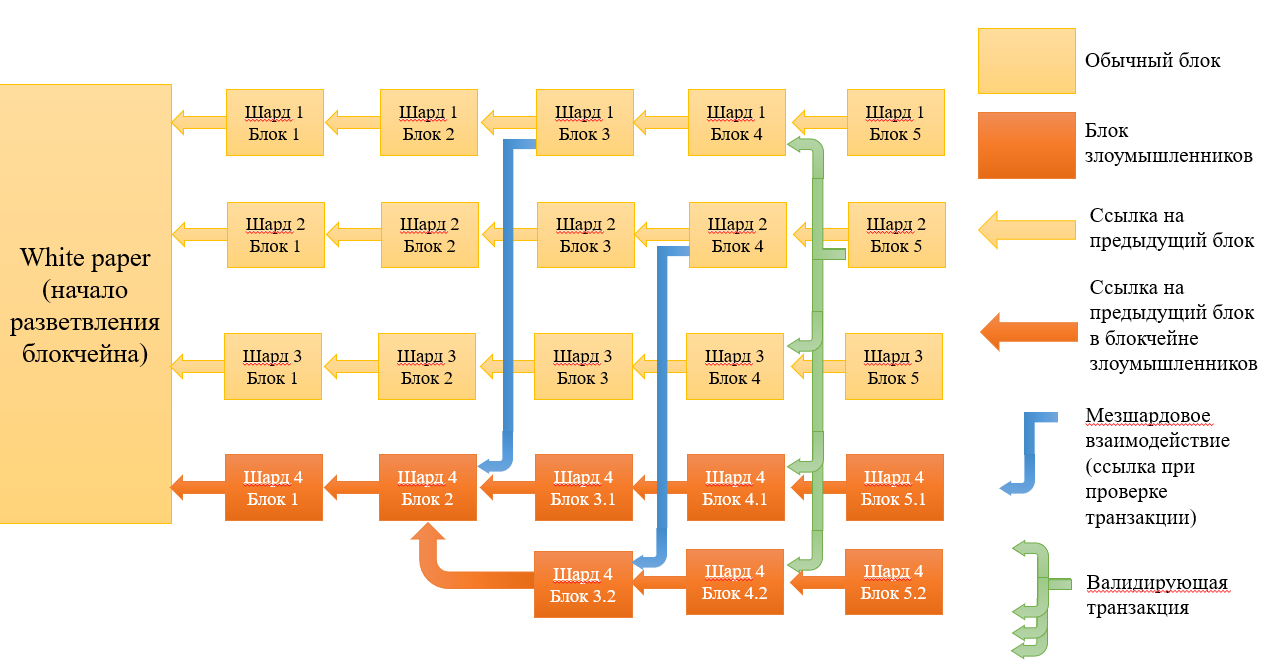 White paper
(начало
разветвления
блокчейна)
Шард 1
Блок 1
Шард 1
Блок 2
Шард 1
Блок 3
Шард 1
Блок 4
Шард 1
Блок 5
Шард 2
Блок 1
Шард 2
Блок 2
Шард 2
Блок 3
Шард 2
Блок 4
Шард 2
Блок 5
Шард 3
Блок 1
Шард 3
Блок 2
Шард 3
Блок 3
Шард 3
Блок 4
Шард 3
Блок 5
Шард 4
Блок 1
Шард 4
Блок 2
Шард 4
Блок 3.1
Шард 4
Блок 4.1
Шард 4
Блок 5.1
Шард 4
Блок 3.2
Шард 4
Блок 4.2
Шард 4
Блок 5.2
Обычный блок
Блок
злоумышленников
Ссылка на
предыдущий блок
Ссылка на
предыдущий блок
в блокчейне
злоумышленников
Мезшардовое
взаимодействие
(ссылка при
проверке
транзакции)
Валидирующая
транзакция